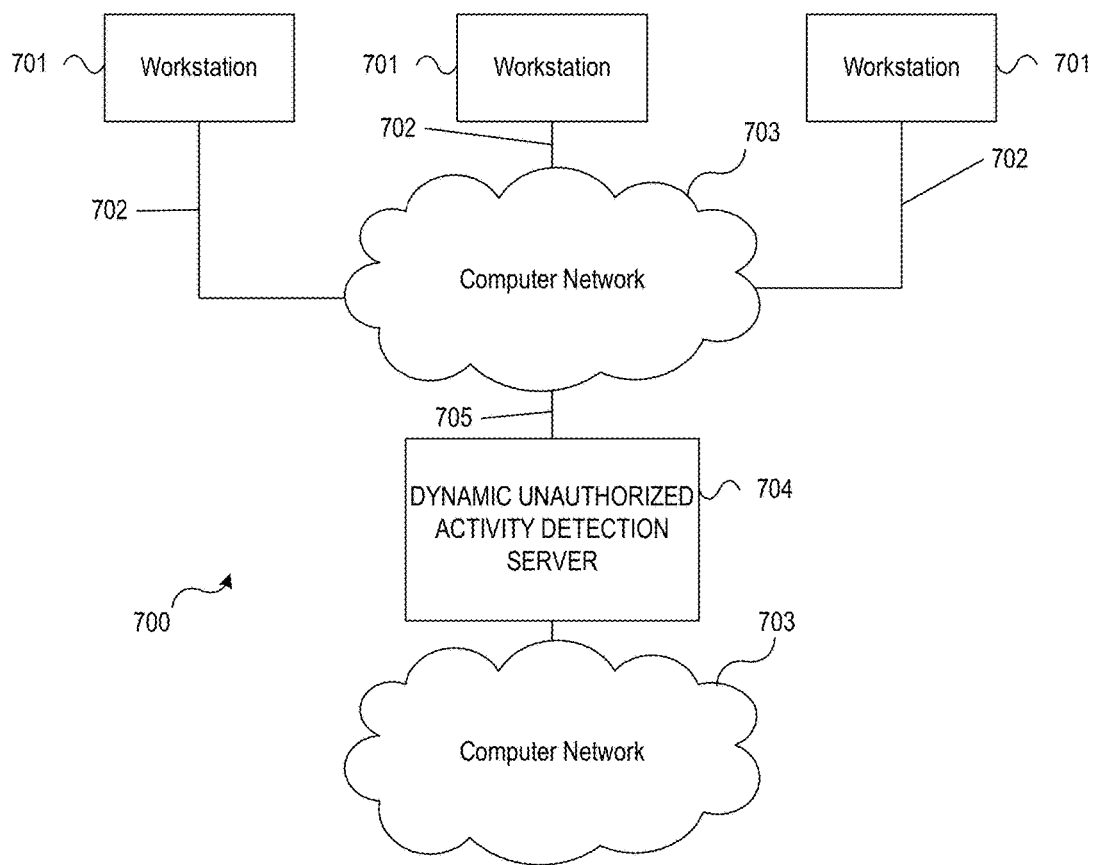 701
Workstation
701
Workstation
Workstation
701
702
703
702
702
Computer Network
705
DYNAMIC UNAUTHORIZED
ACTIVITY DETECTION
SERVER
704
700
703
Computer Network